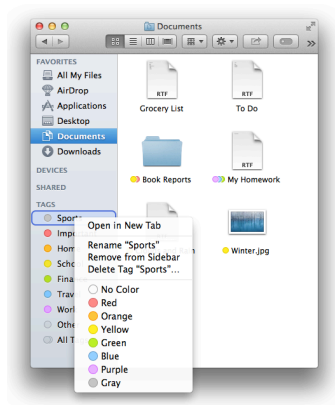 Documents
FAVORITES
All My Files
AirDrop
Applications
Desktop
Documents
Downloads
DEVICES
SHARED
TAGS
Sports
Impo
Hom
Scho
Finan
Trave
Work
Othe
All T
RTF
Grocery List
RTF
To Do
Book Reports
RTF
My Homework
Winter.jpg
Open in New Tab
Rename "Sports"
Remove from Sidebar
Delete Tag "Sports"...
No Color
Red
Orange
Yellow
Green
Blue
Purple
Gray